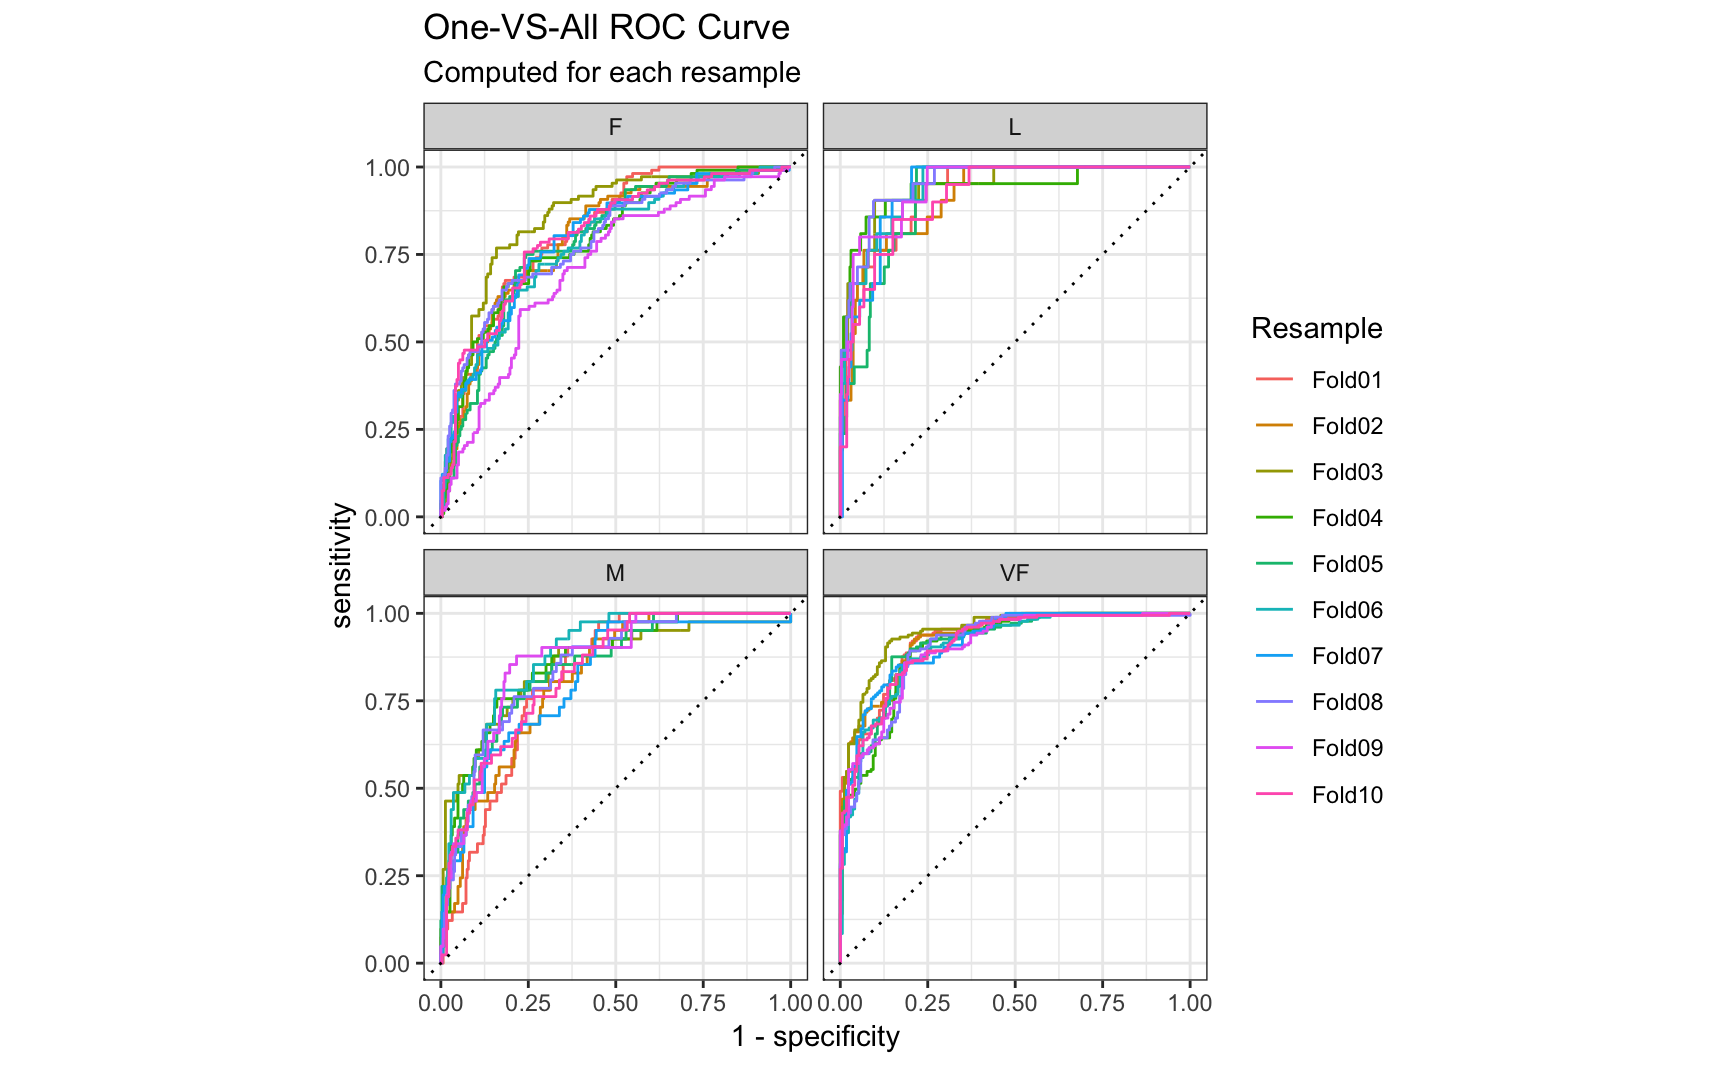 One-VS-All ROC Curve
Computed for each resample
F
L
1.00
0.75
0.50
0.25
0.00
M
VF
1.00
0.75
0.50
0.25
0.00
0.00 0.25 0.50 0.75 1.00 0.00 0.25 0.50 0.75 1.00
1 - specificity
sensitivity
Resample
Fold01
Fold02
Fold03
Fold04
Fold05
Fold06
Fold07
Fold08
Fold09
Fold10